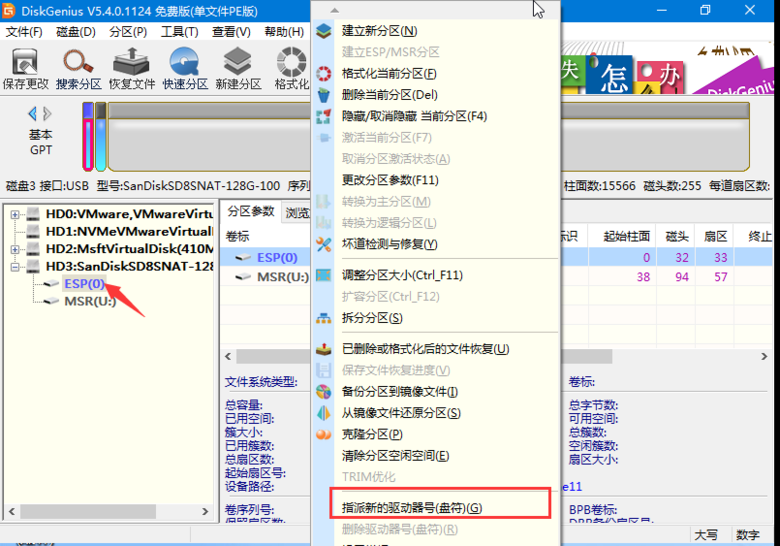 DiskGenius V5.4.0.1124 免费版(单文件PE版)
文件(F) 磁盘(D) 分区(P) 工具(T) 查看(V) 帮助(H)
保存更改 搜索分区 恢复文件 快速分区 新建分区 格式化
失 怎 么 办
DiskGenius
基本
GPT
磁盘3 接口:USB 型号:SanDiskSD8SNAT-128G-100 序列
柱面数:15566 磁头数:255 每道扇区数:
HD0:VMware,VMwareVirtu
HD1:NVMeVMwareVirtual
HD2:MsftVirtualDisk(410M
HD3:SanDiskSD8SNAT-128
ESP(0)
MSR(U:)
分区参数 浏览
卷标 标识 起始柱面 磁头 扇区 终止
ESP(0) 0 32 33
MSR(U:) 38 94 57
文件系统类型: 卷标:
总容量: 总字节数:
已用空间: 可用空间:
簇大小: 总簇数:
已用簇数: 空闲簇数:
总扇区数: 扇区大小:
起始扇区号:
设备路径: e11
卷序列号: BPB卷标:
保留扇区数: DBR备份扇区号:
建立新分区(N)
建立ESP/MSR分区
格式化当前分区(F)
删除当前分区(Del)
隐藏/取消隐藏 当前分区(F4)
激活当前分区(F7)
取消分区激活状态(A)
更改分区参数(F11)
转换为主分区(M)
转换为逻辑分区(L)
坏道检测与修复(Y)
调整分区大小(Ctrl_F11)
扩容分区(Ctrl_F12)
拆分分区(S)
已删除或格式化后的文件恢复(U)
保存文件恢复进度(V)
备份分区到镜像文件(I)
从镜像文件还原分区(S)
克隆分区(P)
清除分区空闲空间(E)
TRIM优化
指派新的驱动器号(盘符)(G)
删除驱动器号(盘符)(R)
大写 数字